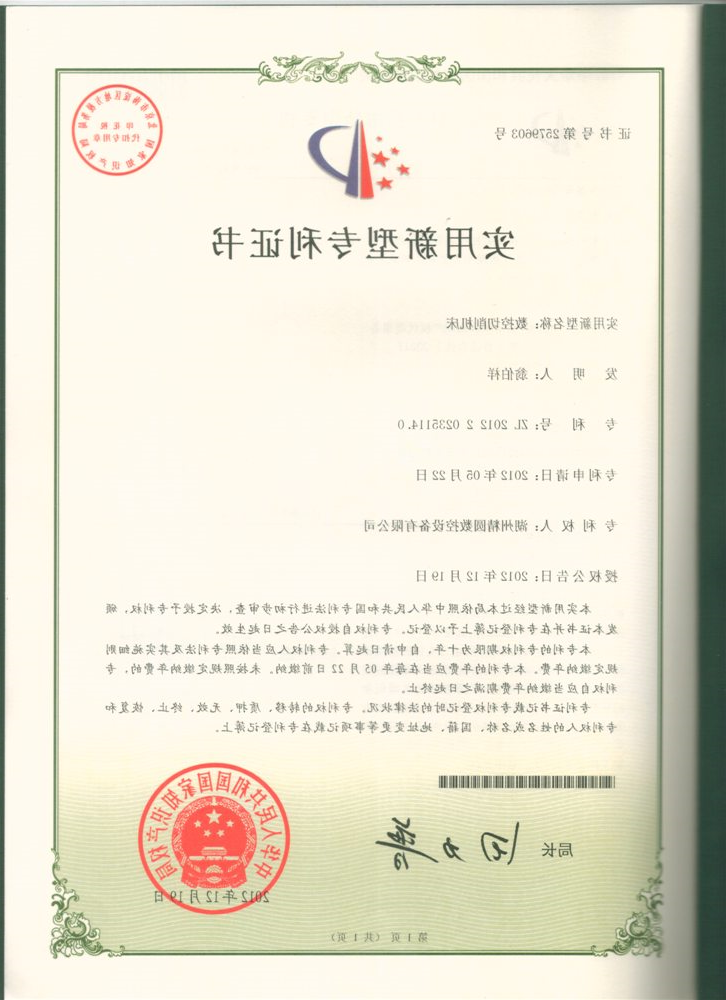 证书号第2579603号
印花税
代扣专用章
实用新型专利证书
实用新型名称：数控切削机床
发明人：翁伯祥
专利号：ZL 2012 2 0235114.0
专利申请日：2012年05月22日
专利权人：湖州精圆数控设备有限公司
授权公告日：2012年12月19日
本实用新型经过本局依照中华人民共和国专利法进行初步审查，决定授予专利权，颁
发本证书并在专利登记簿上予以登记。专利权自授权公告之日起生效。
本专利的专利权期限为十年，自申请日起算。专利权人应当依照专利法及其实施细则
规定缴纳年费。本专利的年费应当在每年05月22日前缴纳。未按照规定缴纳年费的，专
利权自应当缴纳年费期满之日起终止。
专利证书记载专利权登记时的法律状况。专利权的转移、质押、无效、终止、恢复和
专利权人的姓名或名称、国籍、地址变更等事项记载在专利登记簿上。
局长
田力普
中华人民共和国国家知识产权局
2012年12月19日
第1页（共1页）